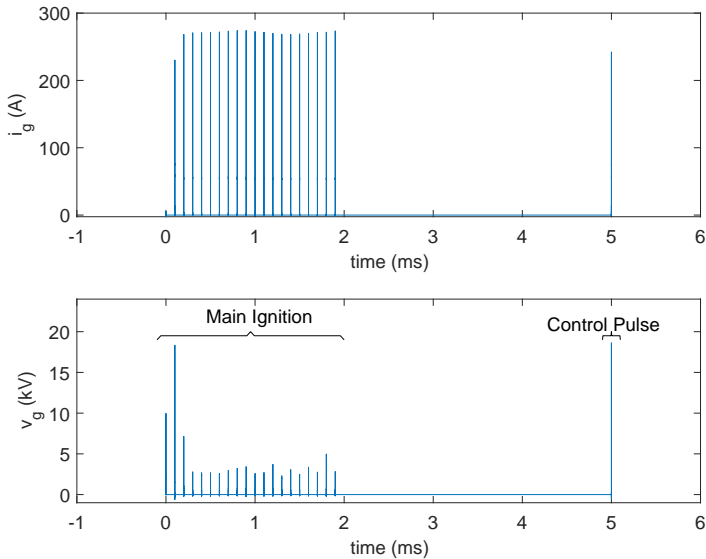 300
200
100
0
i_g (A)
-1 0 1 2 3 4 5 6
time (ms)
Main Ignition
Control Pulse
20
15
10
5
0
v_g (kV)
-1 0 1 2 3 4 5 6
time (ms)